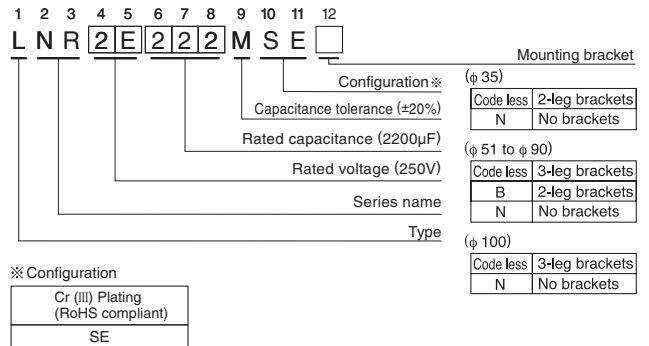 1 2 3 4 5 6 7 8 9 10 11 12
L N R 2 E 2 2 2 M S E
Mounting bracket
Configuration※
Capacitance tolerance (±20%)
Rated capacitance (2200µF)
Rated voltage (250V)
Series name
Type
(φ 35)
Code less 2-leg brackets
N No brackets
(φ 51 to φ 90)
Code less 3-leg brackets
B 2-leg brackets
N No brackets
(φ 100)
Code less 3-leg brackets
N No brackets
※Configuration
Cr (Ⅲ) Plating
(RoHS compliant)
SE